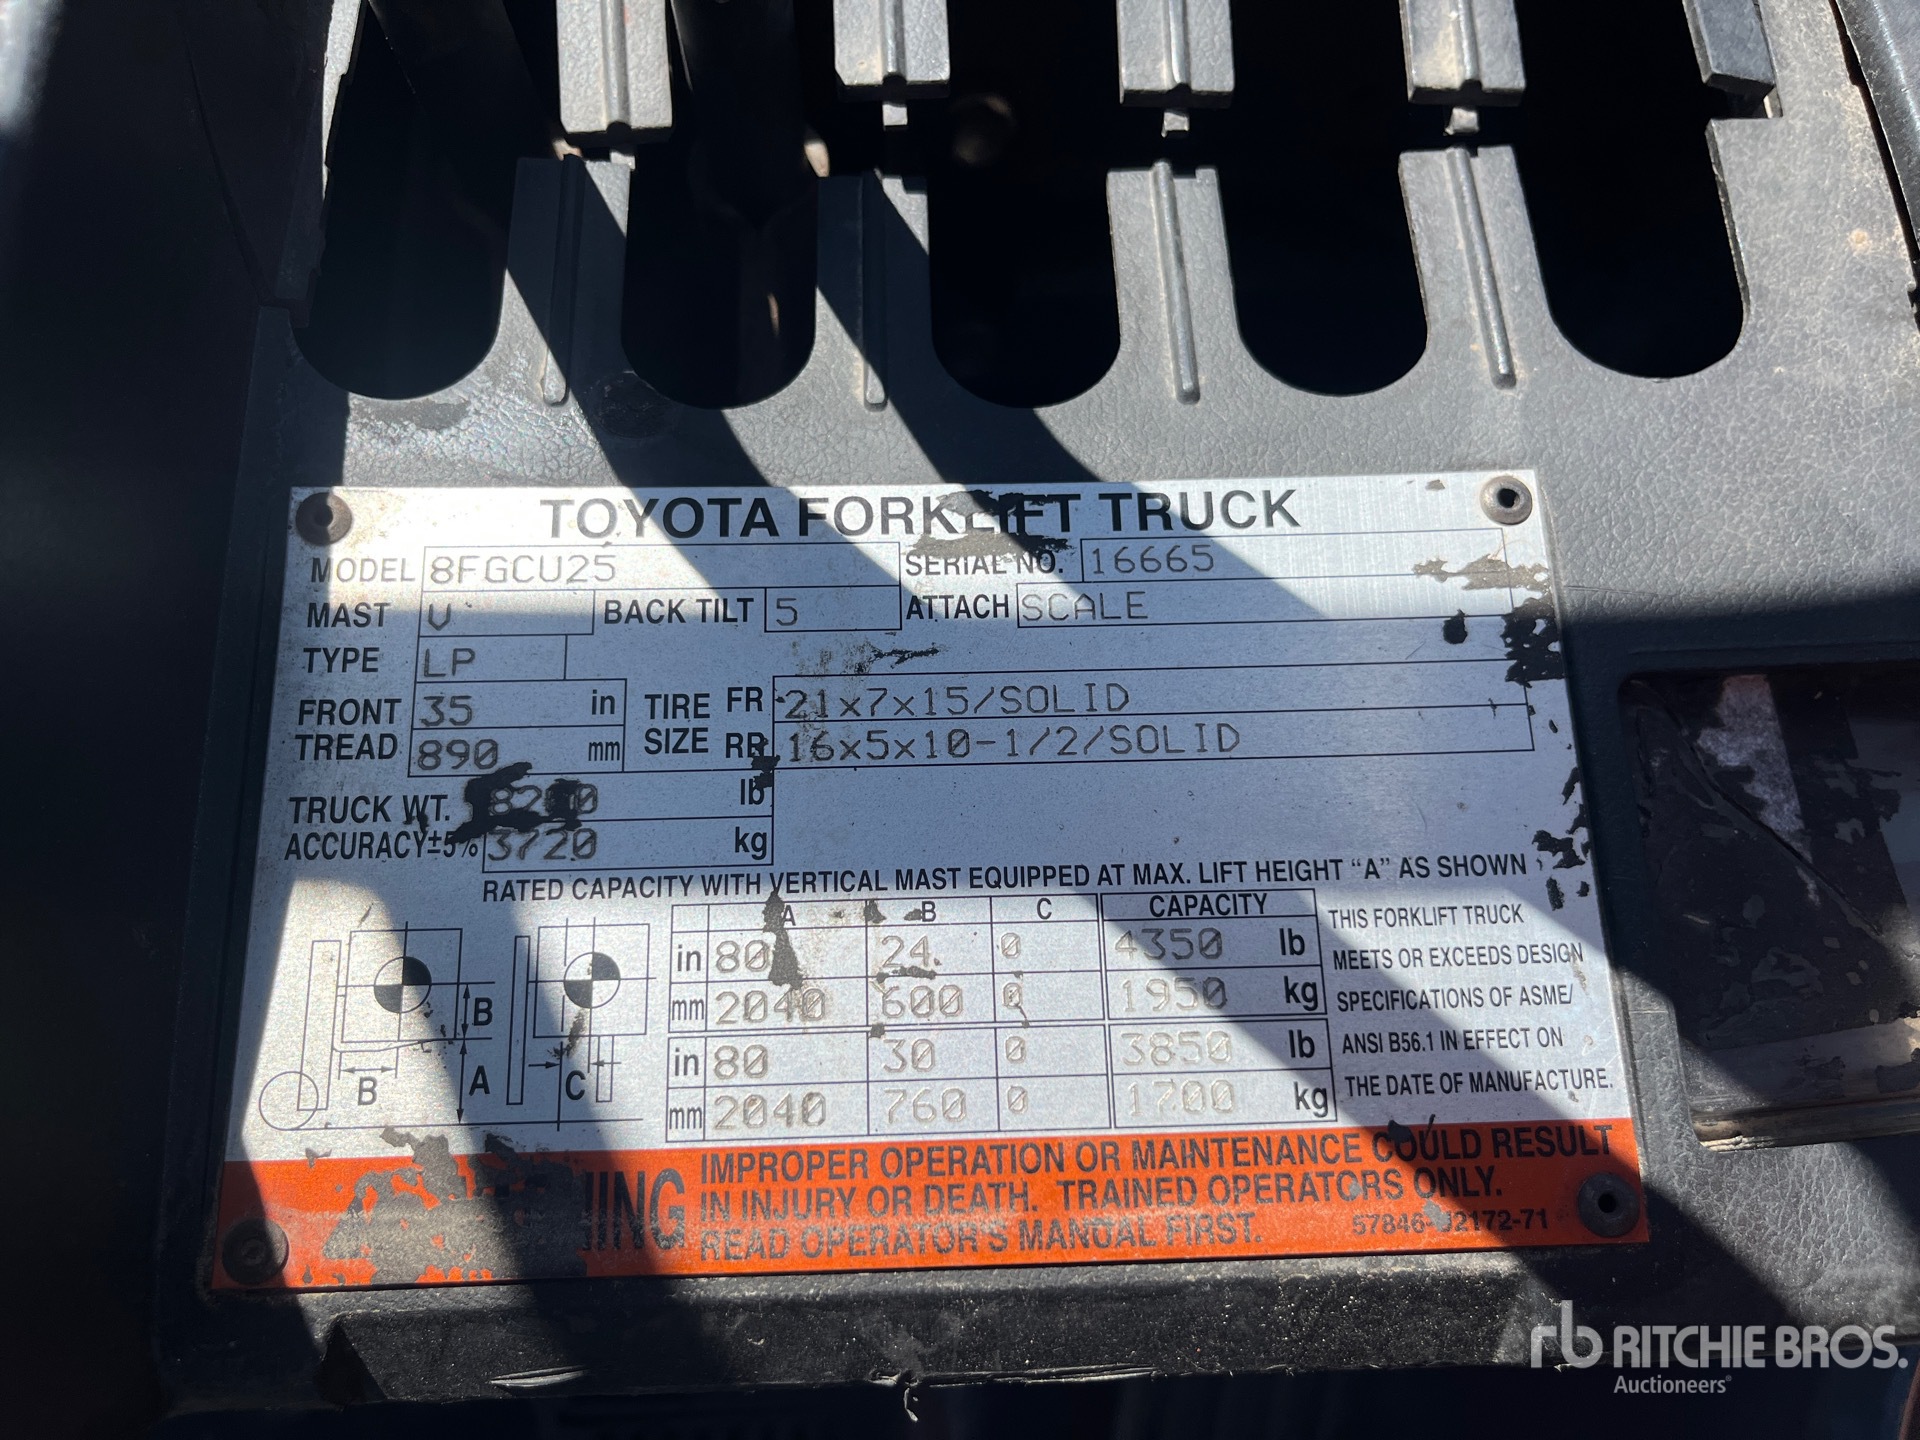 TOYOTA FORKLIFT TRUCK
MODEL 8FGCU25 SERIAL NO. 16665
MAST V BACK TILT 5 ATTACH SCALE
TYPE LP
FRONT 35 in TIRE FR 21x7x15/SOLID
TREAD 890 mm SIZE RR 16x5x10-1/2/SOLID
TRUCK WT. 8200 lb
ACCURACY±5% 3720 kg
RATED CAPACITY WITH VERTICAL MAST EQUIPPED AT MAX. LIFT HEIGHT "A" AS SHOWN
A B C CAPACITY
in 80 24 0 4350 lb
mm 2040 600 0 1950 kg
in 80 30 0 3850 lb
mm 2040 760 0 1700 kg
B
B
A
C
THIS FORKLIFT TRUCK
MEETS OR EXCEEDS DESIGN
SPECIFICATIONS OF ASME/
ANSI B56.1 IN EFFECT ON
THE DATE OF MANUFACTURE.
IMPROPER OPERATION OR MAINTENANCE COULD RESULT
IN INJURY OR DEATH. TRAINED OPERATORS ONLY.
READ OPERATOR'S MANUAL FIRST.
rb RITCHIE BROS.
Auctioneers